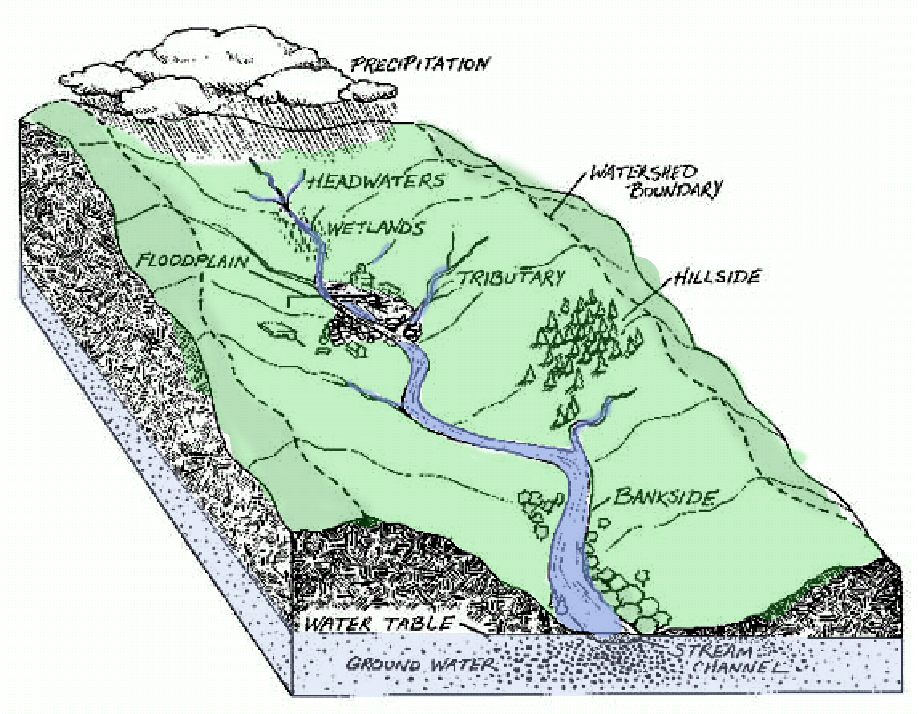 PRECIPITATION
WATERSHED
BOUNDARY
HEADWATERS
WETLANDS
FLOODPLAIN
TRIBUTARY
HILLSIDE
BANKSIDE
WATER TABLE
GROUND WATER
STREAM
CHANNEL